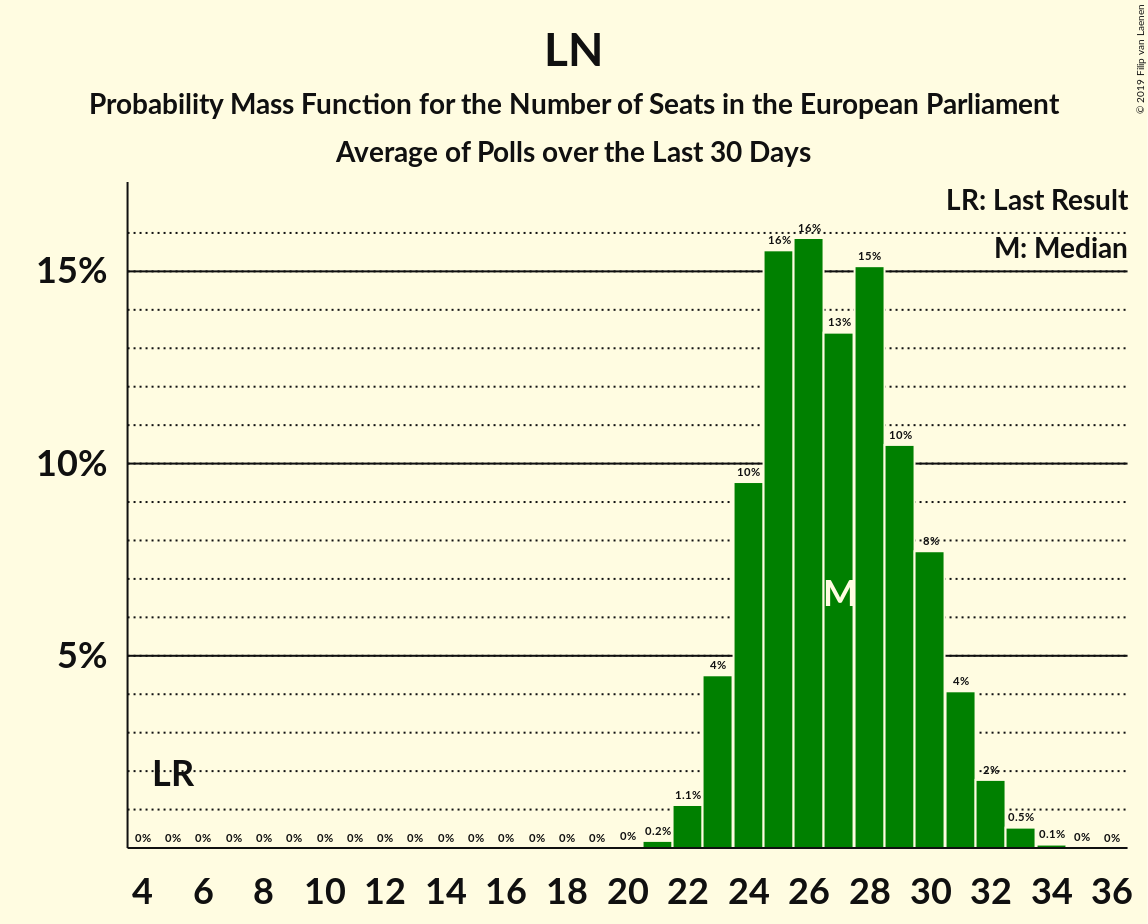 LN
Probability Mass Function for the Number of Seats in the European Parliament
Average of Polls over the Last 30 Days
© 2019 Filip van Laenen
LR: Last Result
M: Median
15%
10%
5%
16%
16%
15%
13%
10%
10%
8%
4%
4%
2%
1.1%
0.5%
0.2%
0.1%
M
LR
0% 0% 0% 0% 0% 0% 0% 0% 0% 0% 0% 0% 0% 0% 0% 0% 0% 0% 0%
4 6 8 10 12 14 16 18 20 22 24 26 28 30 32 34 36